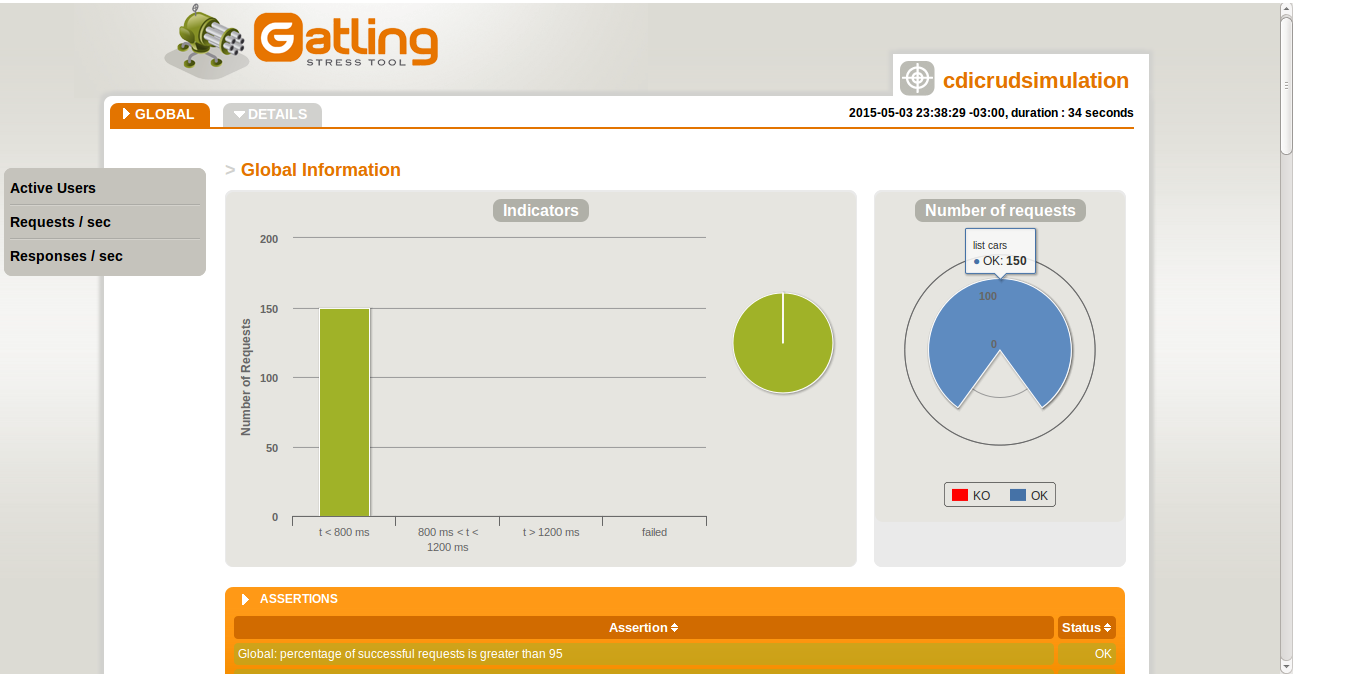 Gatling
STRESS TOOL
cdicrudsimulation
GLOBAL
DETAILS
2015-05-03 23:38:29 -03:00, duration : 34 seconds
Active Users
Requests / sec
Responses / sec
> Global Information
Indicators
Number of Requests
200
150
100
50
0
t < 800 ms
800 ms < t <
1200 ms
t > 1200 ms
failed
Number of requests
list cars
● OK: 150
100
0
KO
OK
ASSERTIONS
Assertion
Status
Global: percentage of successful requests is greater than 95
OK